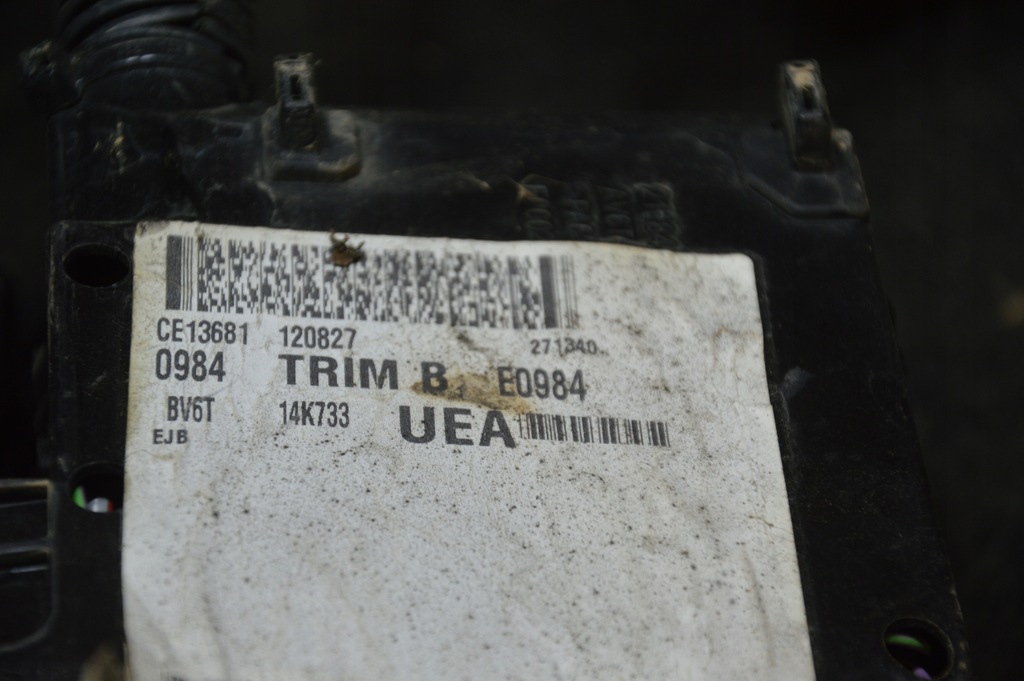 CE13681 120827 271340
0984 TRIM B E0984
BV6T 14K733 UEA
EJB